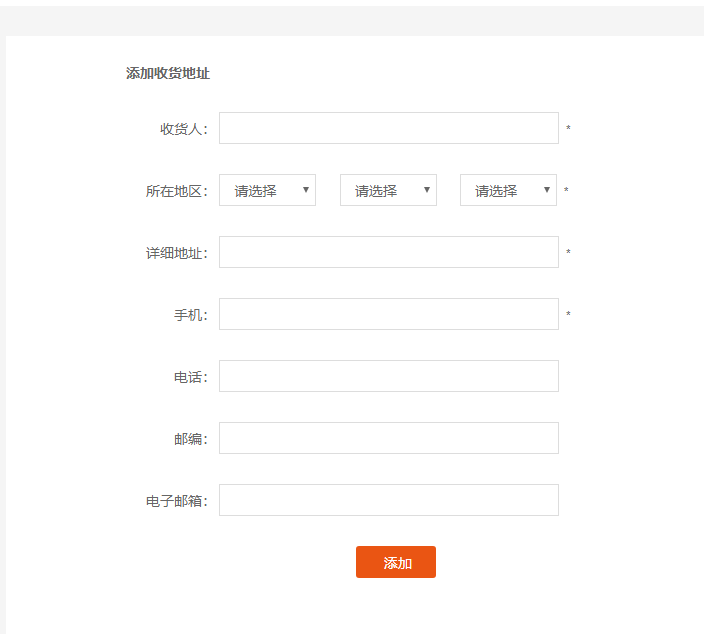 添加收货地址
收货人： *
所在地区： 请选择 请选择 请选择 *
详细地址： *
手机： *
电话：
邮编：
电子邮箱：
添加